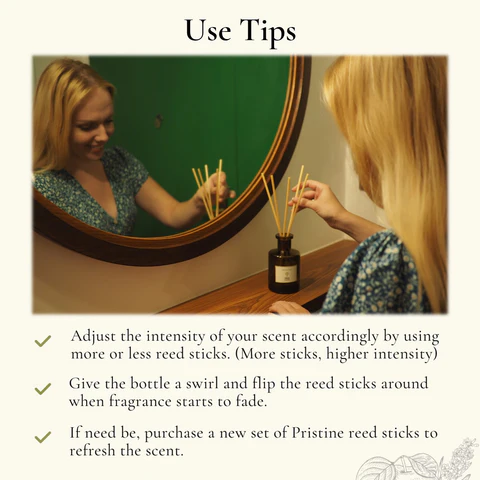 Use Tips
Adjust the intensity of your scent accordingly by using
more or less reed sticks. (More sticks, higher intensity)
Give the bottle a swirl and flip the reed sticks around
when fragrance starts to fade.
If need be, purchase a new set of Pristine reed sticks to
refresh the scent.